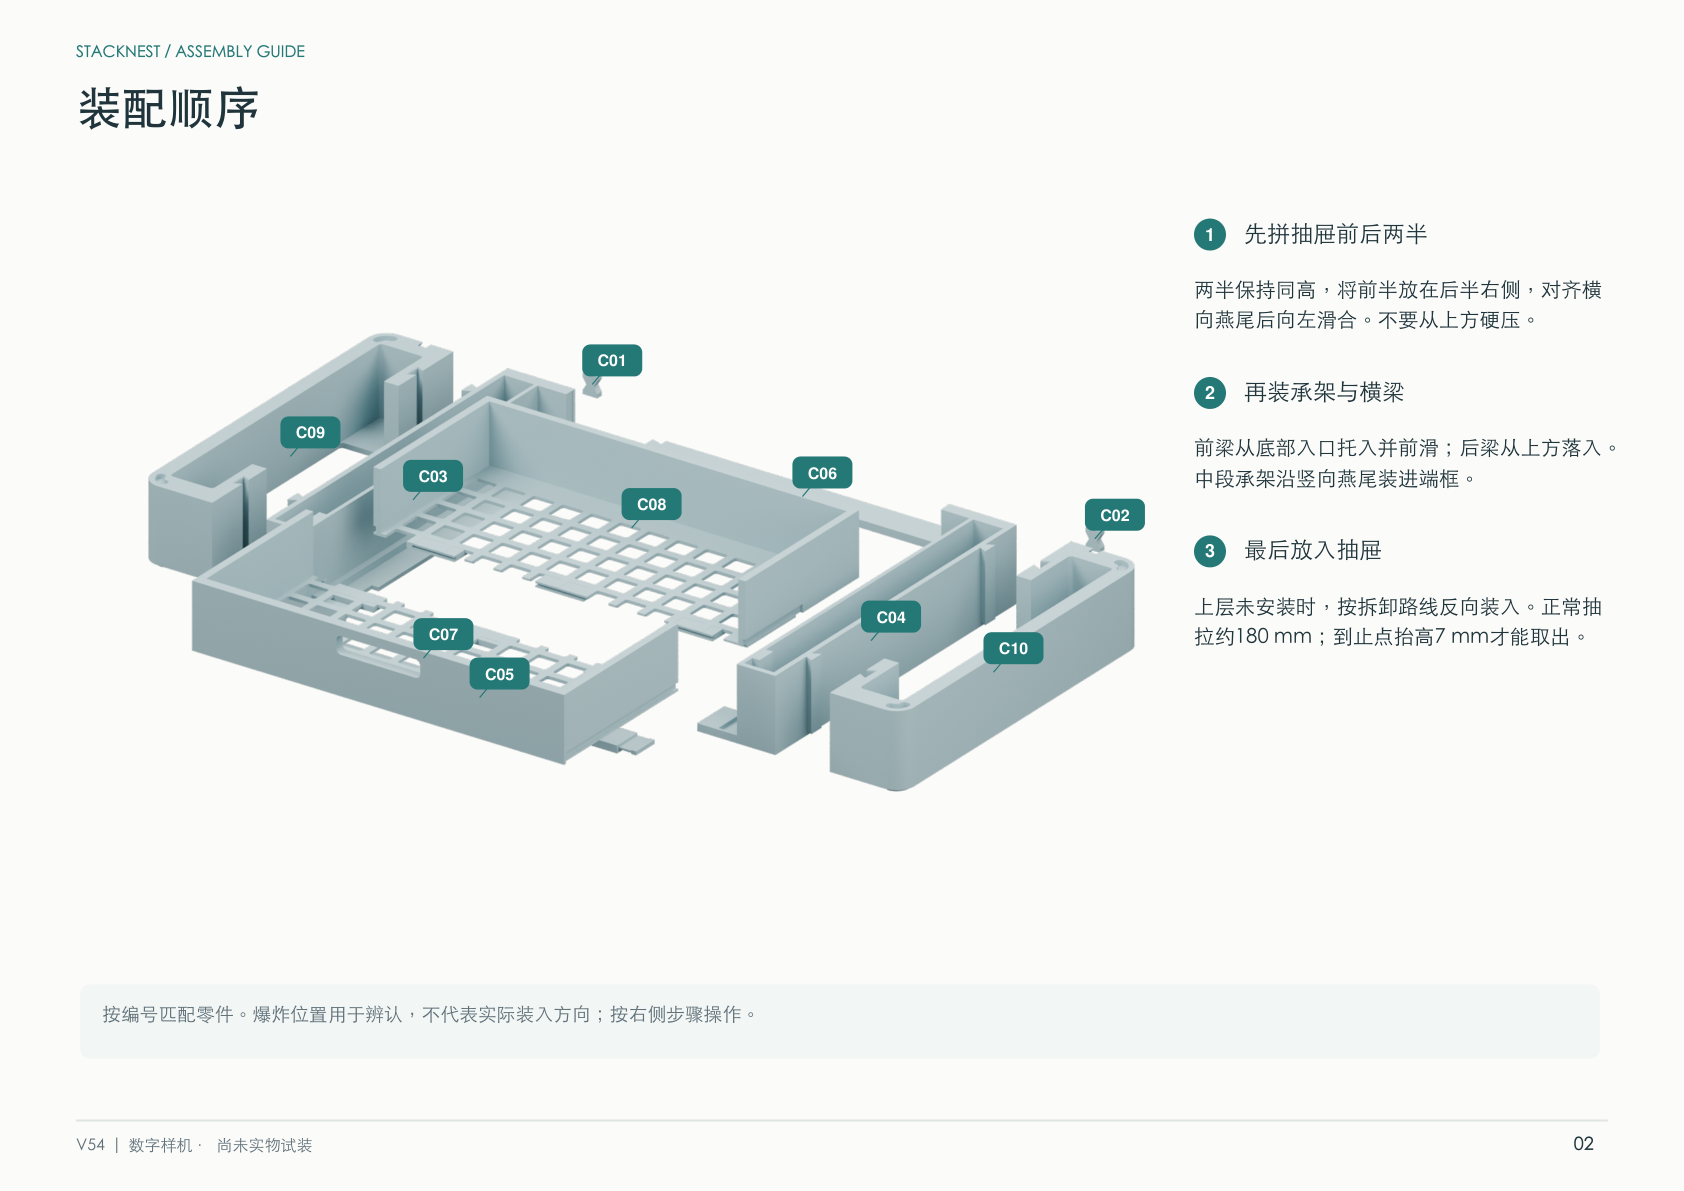 STACKNEST / ASSEMBLY GUIDE
装配顺序
C01
C09
C03
C06
C08
C02
C04
C07
C10
C05
1 先拼抽屉前后两半
两半保持同高，将前半放在后半右侧，对齐横
向燕尾后向左滑合。不要从上方硬压。
2 再装承架与横梁
前梁从底部入口托入并前滑；后梁从上方落入。
中段承架沿竖向燕尾装进端框。
3 最后放入抽屉
上层未安装时，按拆卸路线反向装入。正常抽
拉约180 mm；到止点抬高7 mm才能取出。
按编号匹配零件。爆炸位置用于辨认，不代表实际装入方向；按右侧步骤操作。
V54 | 数字样机 · 尚未实物试装
02